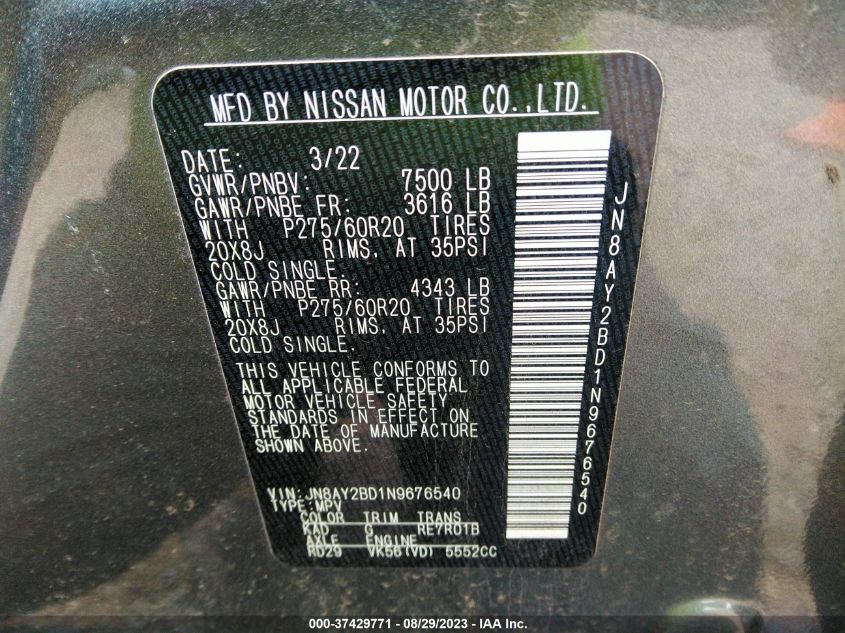 MFD BY NISSAN MOTOR CO.,LTD.
DATE: 3/22
GVWR/PNBV: 7500 LB
GAWR/PNBE FR: 3616 LB
WITH P275/60R20 TIRES
20X8J RIMS, AT 35PSI
COLD SINGLE.
GAWR/PNBE RR: 4343 LB
WITH P275/60R20 TIRES
20X8J RIMS, AT 35PSI
COLD SINGLE.
THIS VEHICLE CONFORMS TO
ALL APPLICABLE FEDERAL
MOTOR VEHICLE SAFETY
STANDARDS IN EFFECT ON
THE DATE OF MANUFACTURE
SHOWN ABOVE.
VIN:JN8AY2BD1N9676540
TYPE:MPV
COLOR TRIM TRANS
KAD G RE7R01B
AXLE ENGINE
RD29 VK56(VD) 5552CC
JN8AY2BD1N9676540
000-37429771 - 08/29/2023 - IAA Inc.